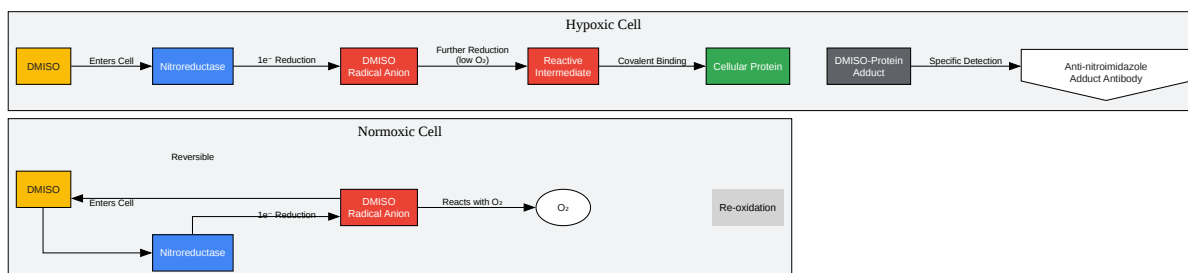 Hypoxic Cell
DMISO
Enters Cell
Nitroreductase
1e⁻ Reduction
DMISO
Radical Anion
Further Reduction
(low O₂)
Reactive
Intermediate
Covalent Binding
Cellular Protein
DMISO-Protein
Adduct
Specific Detection
Anti-nitroimidazole
Adduct Antibody
Normoxic Cell
Reversible
DMISO
Enters Cell
Nitroreductase
1e⁻ Reduction
DMISO
Radical Anion
Reacts with O₂
O₂
Re-oxidation